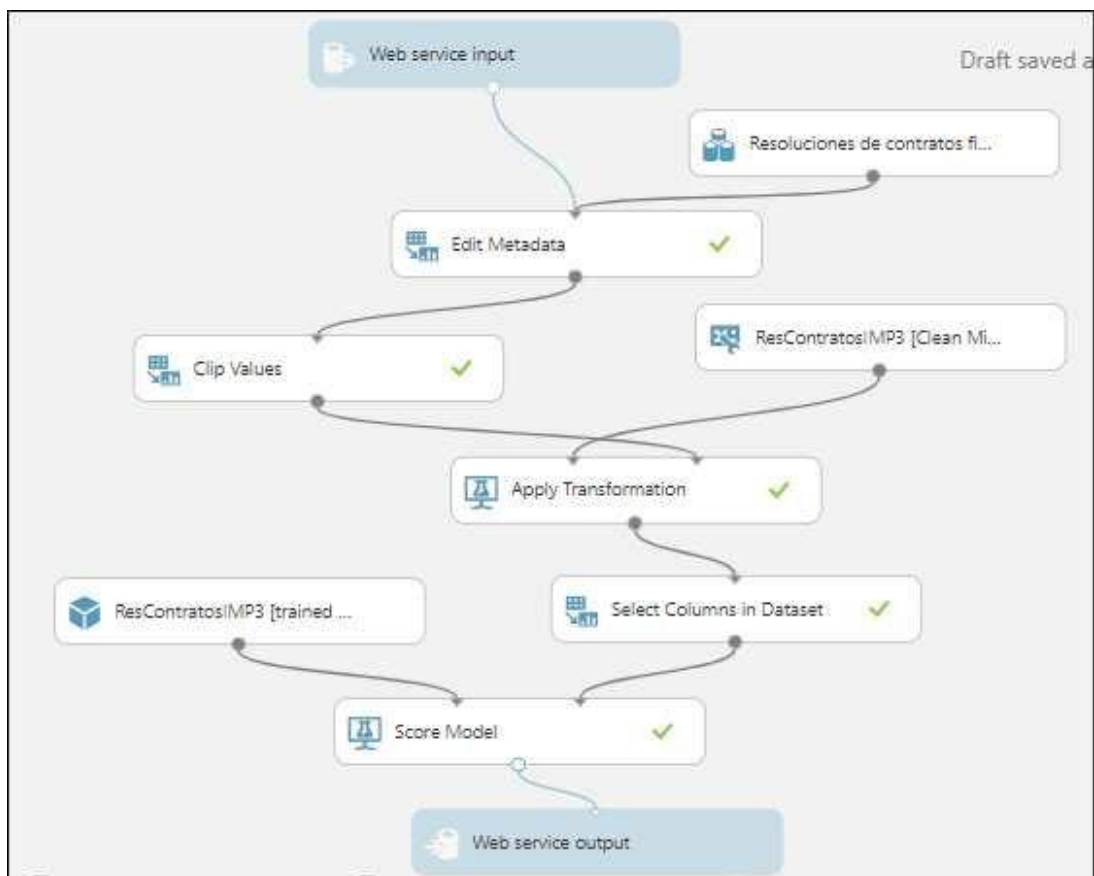 Web service input
Draft saved a
Resoluciones de contratos fi...
Edit Metadata
ResContratosIMP3 [Clean Mi...
Clip Values
Apply Transformation
ResContratosIMP3 [trained ...
Select Columns in Dataset
Score Model
Web service output